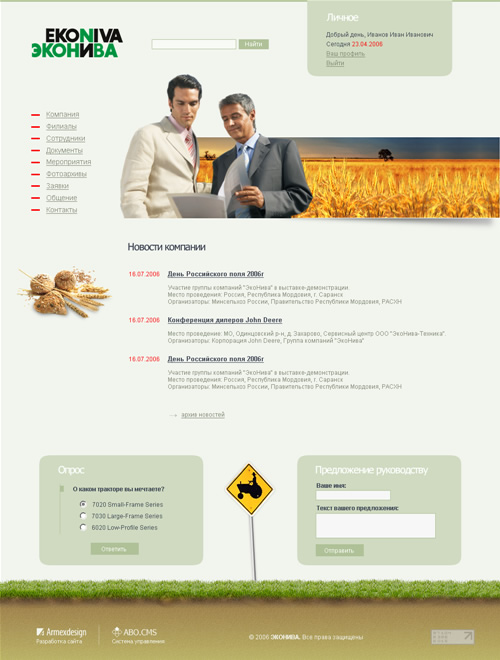 EKONIVA
ЭКОНИВА
Найти
Личное
Добрый день, Иванов Иван Иванович
Сегодня 23.04.2006
Ваш профиль
Выйти
Компания
Филиалы
Сотрудники
Документы
Мероприятия
Фотоархивы
Заявки
Общение
Контакты
Новости компании
16.07.2006 День Российского поля 2006г
Участие группы компаний "ЭкоНива" в выставке-демонстрации.
Место проведения: Россия, Республика Мордовия, г. Саранск
Организаторы: Минсельхоз России, Правительство Республики Мордовия, РАСХН
16.07.2006 Конференция дилеров John Deere
Место проведения: МО, Одинцовский р-н, д. Захарово, Сервисный центр ООО "ЭкоНива-Техника".
Организаторы: Корпорация John Deere, Группа компаний "ЭкоНива"
16.07.2006 День Российского поля 2006г
Участие группы компаний "ЭкоНива" в выставке-демонстрации.
Место проведения: Россия, Республика Мордовия, г. Саранск
Организаторы: Минсельхоз России, Правительство Республики Мордовия, РАСХН
архив новостей
Опрос
О каком тракторе вы мечтаете?
7020 Small-Frame Series
7030 Large-Frame Series
6020 Low-Profile Series
Ответить
Предложение руководству
Ваше имя:
Текст вашего предложения:
Отправить
Armexdesign
Разработка сайта
ABO.CMS
Система управления
© 2006 ЭКОНИВА. Все права защищены